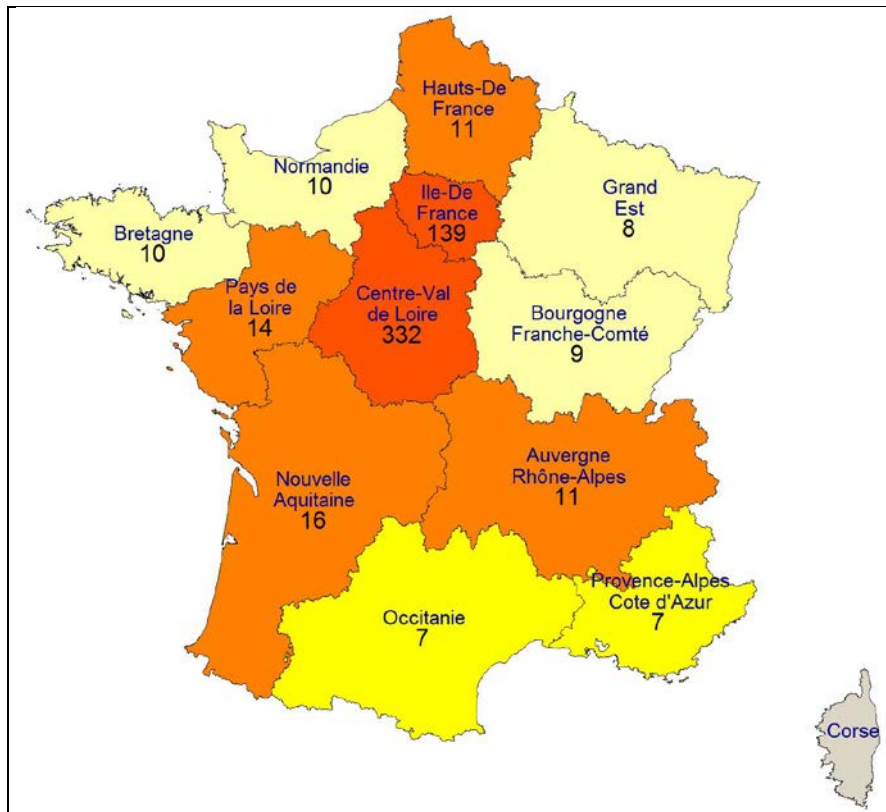 Hauts-De
France
11
Normandie
10
Ile-De
France
139
Grand
Est
8
Bretagne
10
Pays de
la Loire
14
Centre-Val
de Loire
332
Bourgogne
Franche-Comté
9
Nouvelle
Aquitaine
16
Auvergne
Rhône-Alpes
11
Provence-Alpes
Cote d'Azur
7
Occitanie
7
Corse